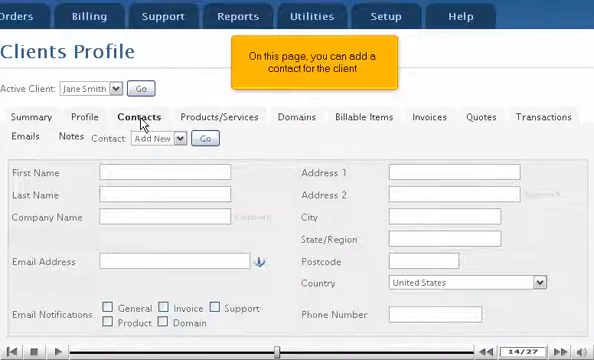 Orders Billing Support Reports Utilities Setup Help
Clients Profile
On this page, you can add a
contact for the client
Active Client: Jane Smith Go
Summary Profile Contacts Products/Services Domains Billable Items Invoices Quotes Transactions
Emails Notes Contact: Add New Go
First Name Address 1
Last Name Address 2 (Optional)
Company Name (Optional) City
State/Region
Email Address Postcode
Country United States
Email Notifications General Invoice Support Phone Number
Product Domain
14/27